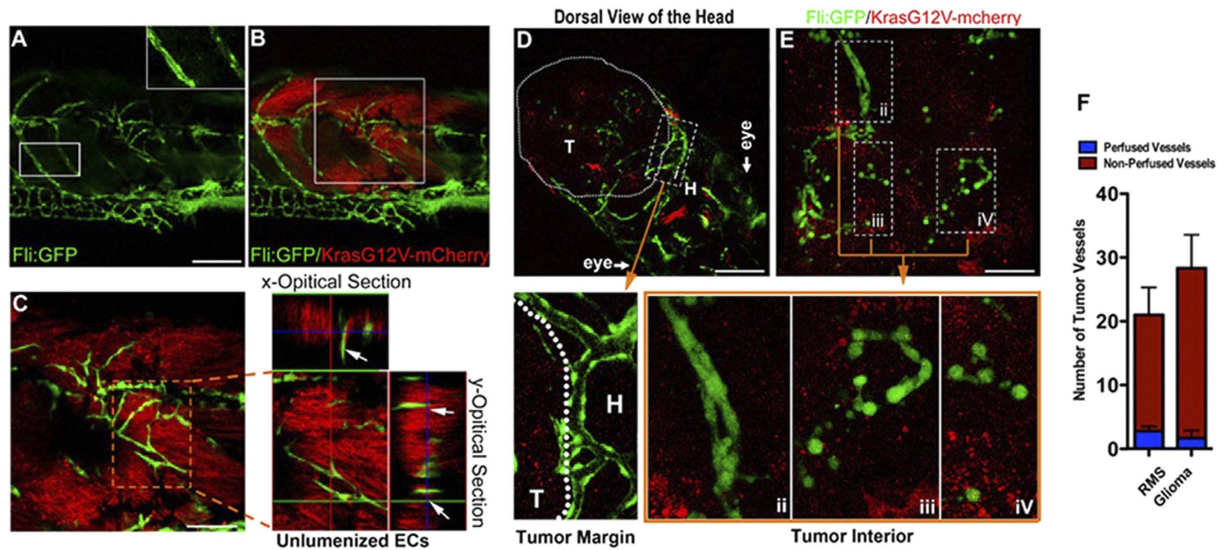 A
B
Fli:GFP
Fli:GFP/KrasG12V-mCherry
C
x-Opitical Section
y-Opitical Section
Unlumenized ECs
Dorsal View of the Head
D
T
H
eye
eye
Fli:GFP/KrasG12V-mcherry
E
ii
iii
iV
H
T
Tumor Margin
ii
iii
iV
Tumor Interior
F
Perfused Vessels
Non-Perfused Vessels
Number of Tumor Vessels
40
30
20
10
0
RMS
Glioma